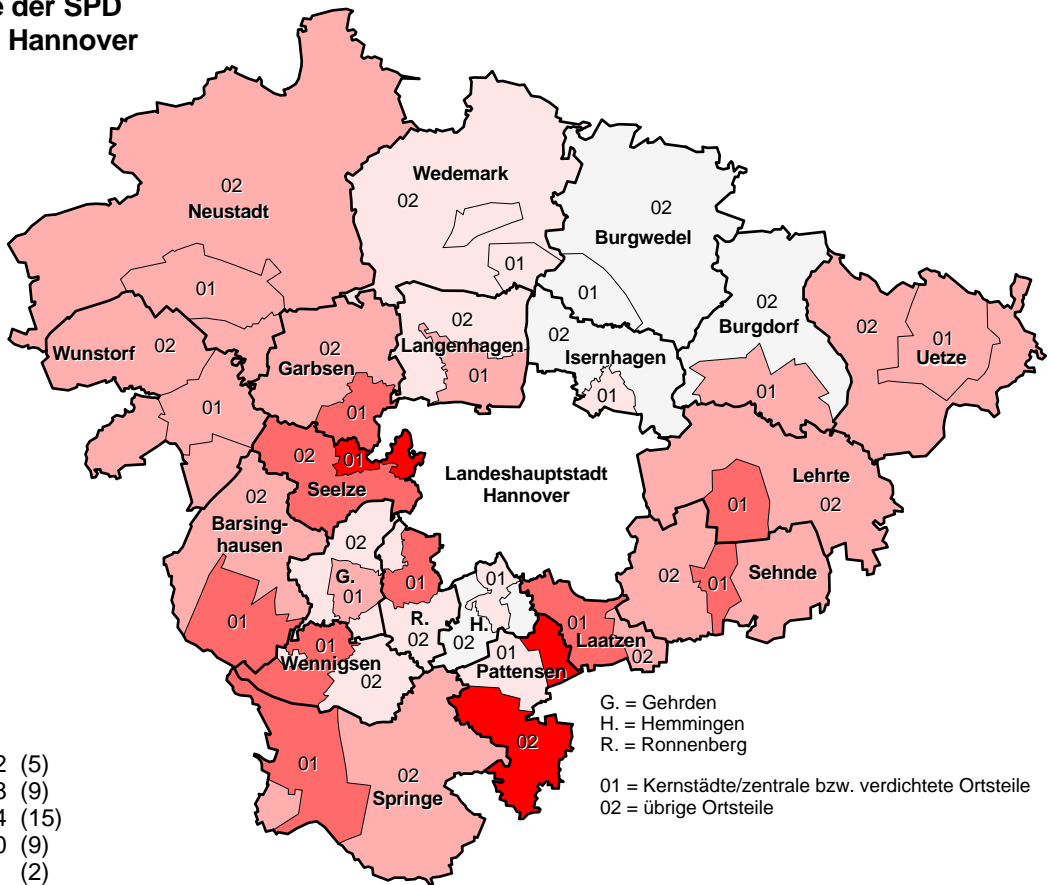 e der SPD
Hannover
02
Neustadt
01
Wedemark
02
01
02
Burgwedel
01
02
Burgdorf
01
02
01
Uetze
Wunstorf
02
01
02
Garbsen
01
02
Langenhagen
01
02
Isernhagen
01
02
01
Seelze
Landeshauptstadt
Hannover
Lehrte
01
02
02
Barsing-
hausen
01
02
G.
01
01
R.
02
01
H.
02
01
Laatzen
02
02
01
Sehnde
01
Wennigsen
02
01
Pattensen
02
01
02
Springe
G. = Gehrden
H. = Hemmingen
R. = Ronnenberg
01 = Kernstädte/zentrale bzw. verdichtete Ortsteile
02 = übrige Ortsteile
2 (5)
(9)
4 (15)
0 (9)
(2)